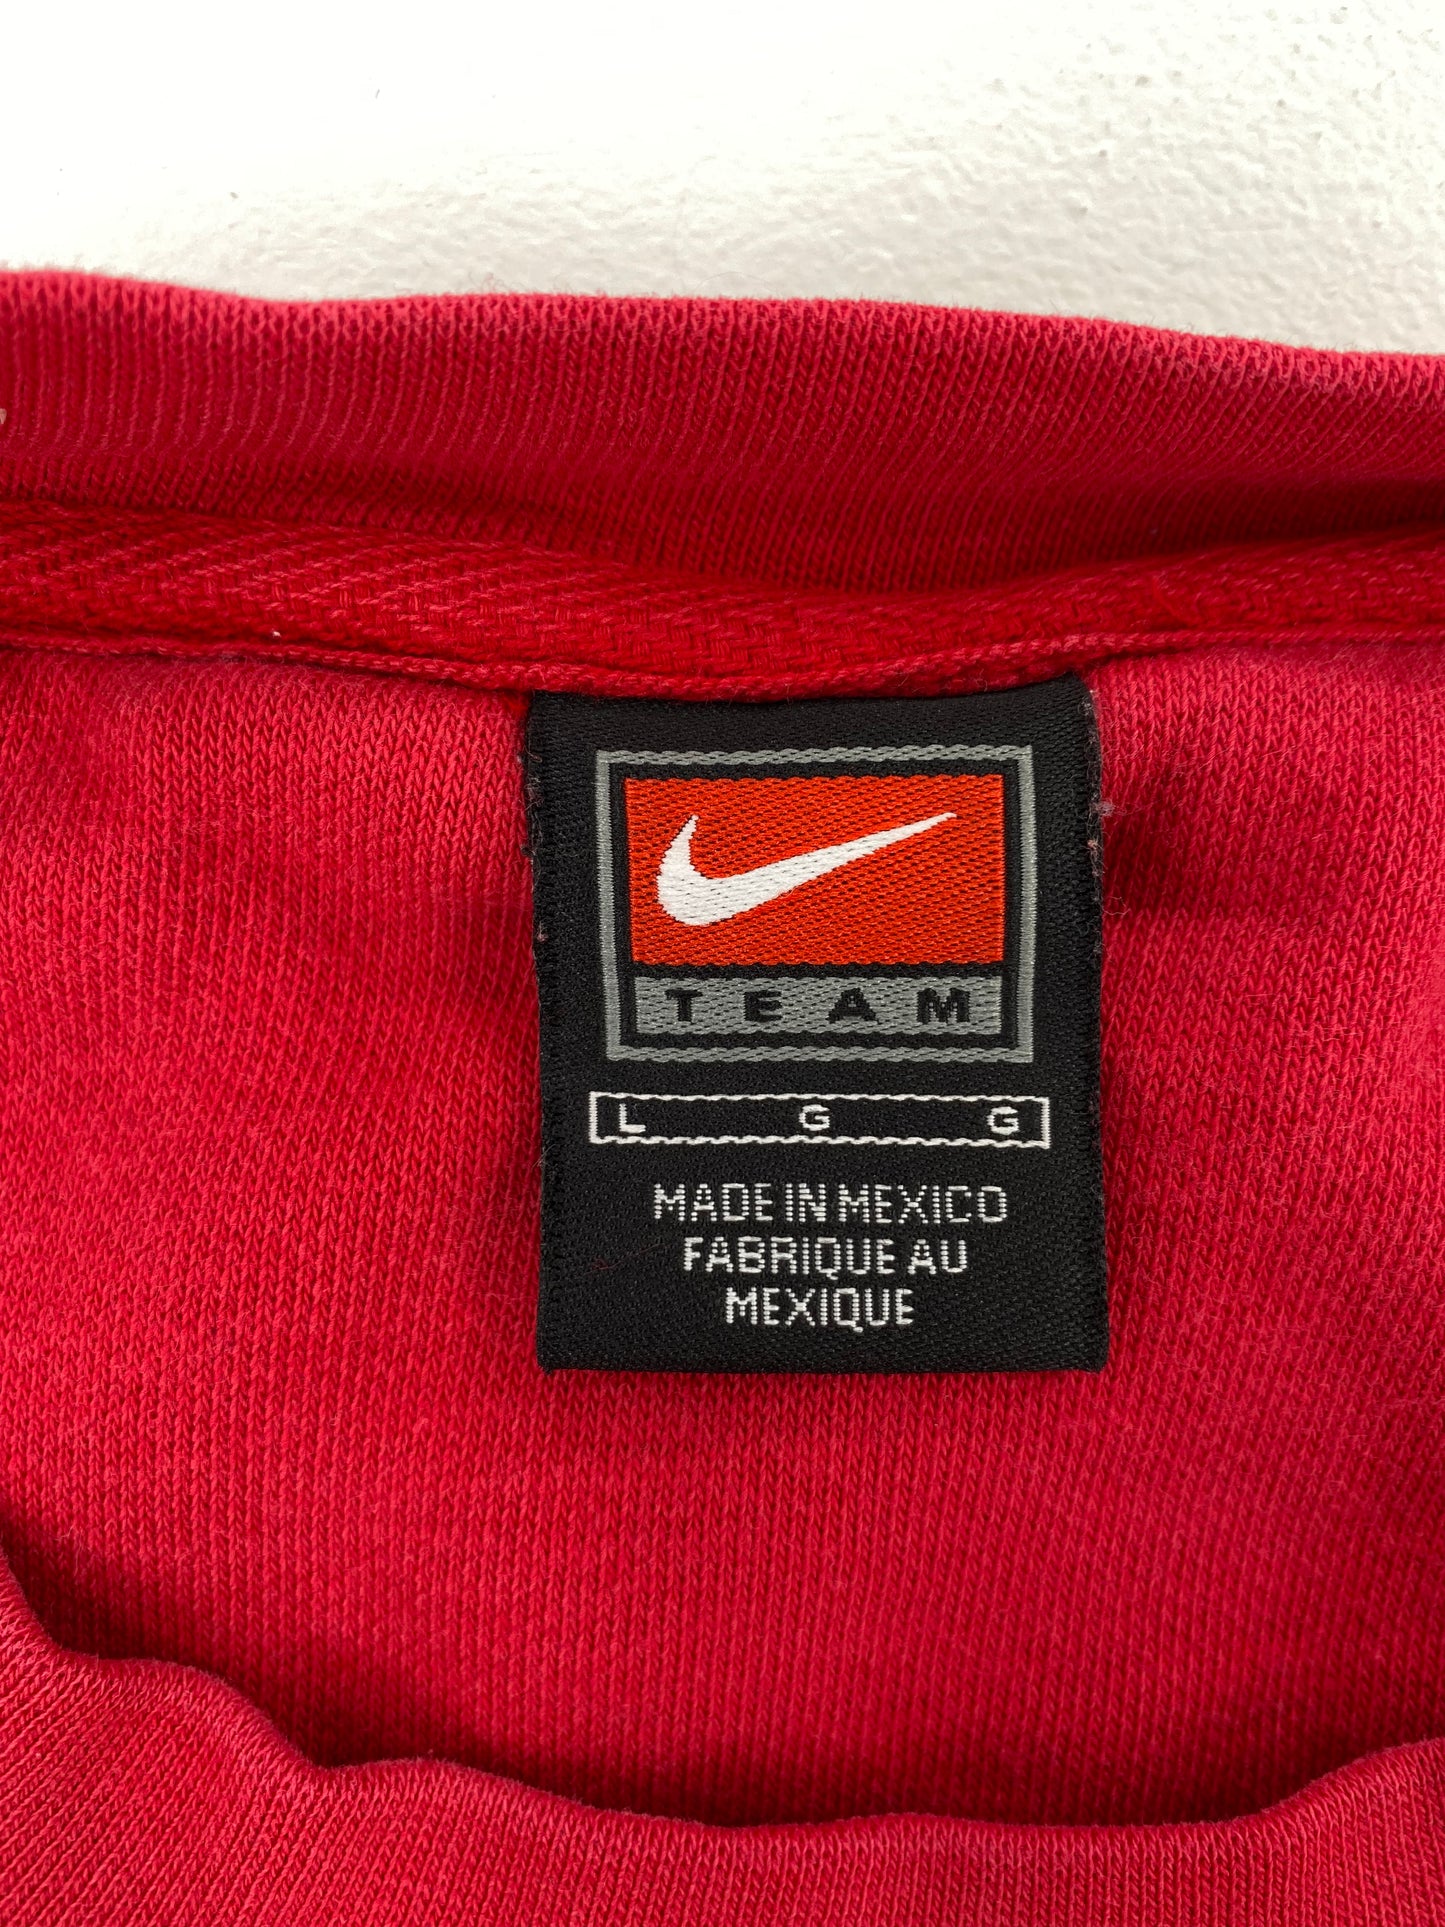 TEAM
L G G
MADE IN MEXICO
FABRIQUE AU
MEXIQUE